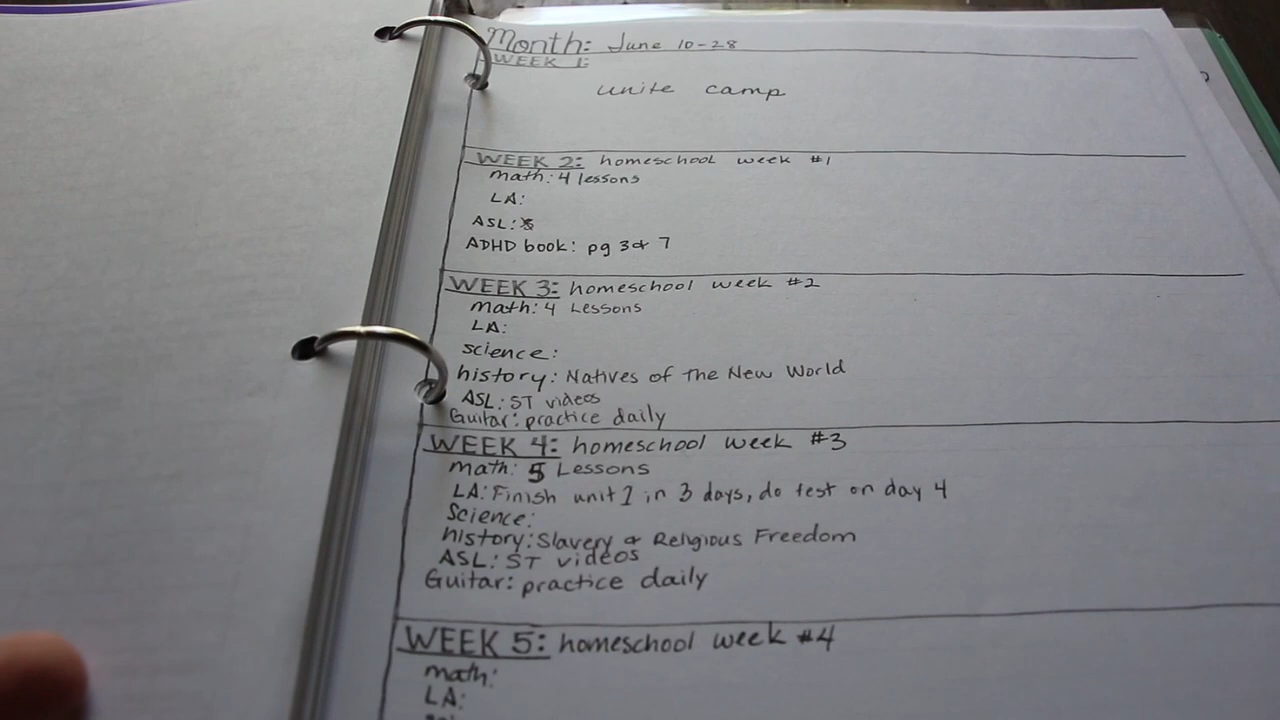 Month: June 10-28
WEEK 1:
unite camp
WEEK 2: homeschool week #1
math: 4 lessons
LA:
ASL:
ADHD book: pg 3 & 7
WEEK 3: homeschool week #2
math: 4 Lessons
LA:
science:
history: Natives of The New World
ASL: ST videos
Guitar: practice daily
WEEK 4: homeschool week #3
math: 5 Lessons
LA: Finish unit 1 in 3 days, do test on day 4
Science:
history: Slavery & Religious Freedom
ASL: ST videos
Guitar: practice daily
WEEK 5: homeschool week #4
math:
LA: